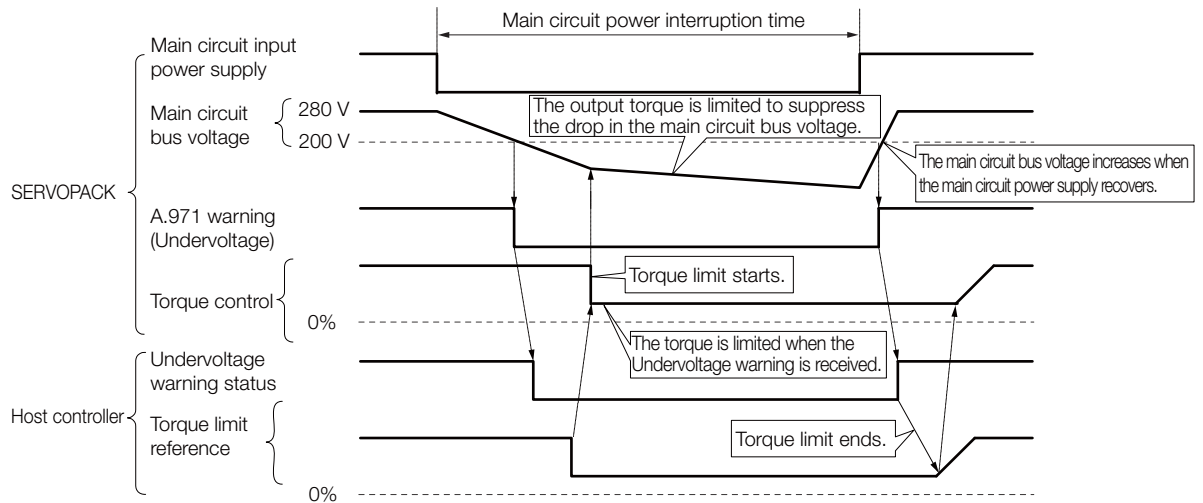 Main circuit power interruption time
Main circuit input
power supply
Main circuit
bus voltage
280 V
200 V
The output torque is limited to suppress
the drop in the main circuit bus voltage.
The main circuit bus voltage increases when
the main circuit power supply recovers.
SERVOPACK
A.971 warning
(Undervoltage)
Torque limit starts.
Torque control
0%
The torque is limited when the
Undervoltage warning is received.
Undervoltage
warning status
Host controller
Torque limit
reference
Torque limit ends.
0%